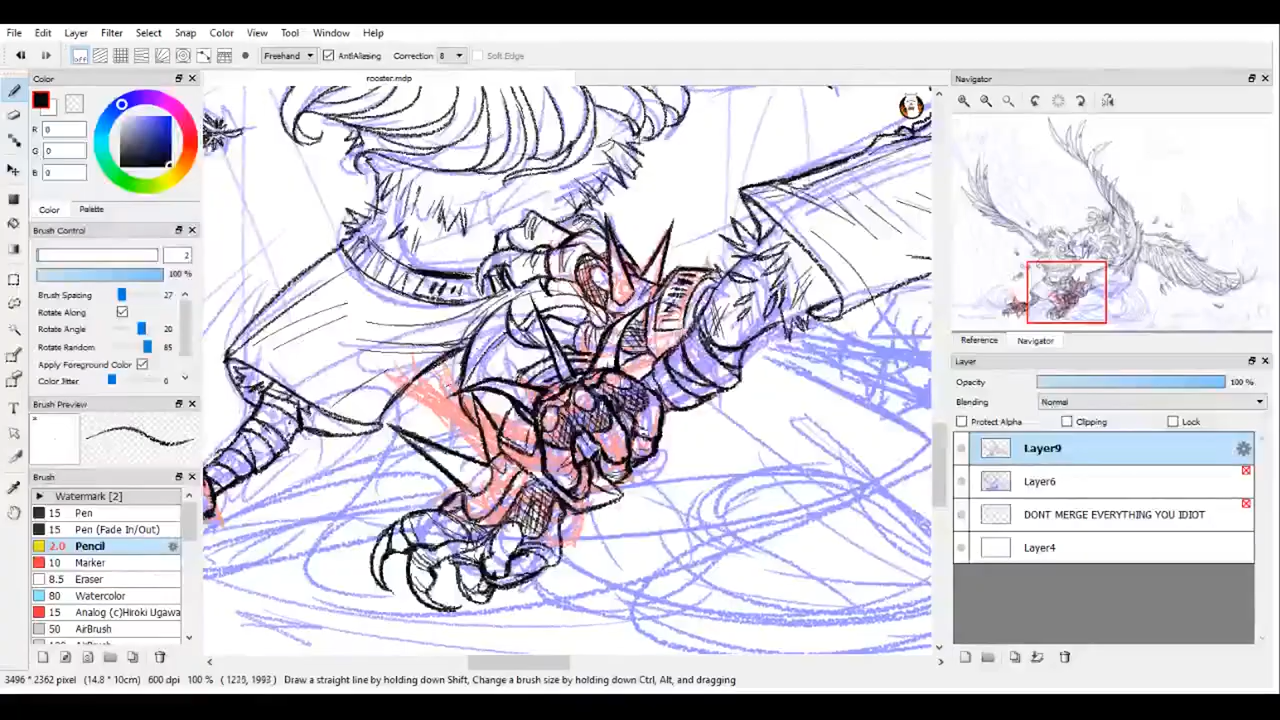 File Edit Layer Filter Select Snap Color View Tool Window Help
off Freehand AntiAliasing Correction 8 Soft Edge
Color
rooster.mdp
Navigator
R 0
G 0
B 0
Color Palette
Brush Control
2
100 %
Brush Spacing 27
Rotate Along
Rotate Angle 20
Rotate Random 85
Apply Foreground Color
Color Jitter 0
Reference Navigator
Layer
Opacity 100 %
Blending Normal
Protect Alpha Clipping Lock
Brush Preview
Layer9
Layer6
DONT MERGE EVERYTHING YOU IDIOT
Layer4
Brush
Watermark [2]
15 Pen
15 Pen (Fade In/Out)
2.0 Pencil
10 Marker
8.5 Eraser
80 Watercolor
15 Analog (c)Hiroki Ugawa
50 AirBrush
3496 * 2362 pixel (14.8 * 10cm) 600 dpi 100 % ( 1235, 1993 ) Draw a straight line by holding down Shift, Change a brush size by holding down Ctrl, Alt, and dragging